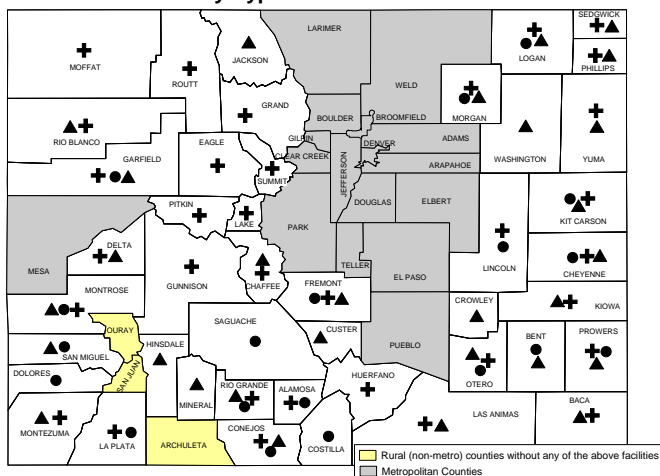 SEDGWICK
LARIMER
LOGAN
MOFFAT
JACKSON
ROUTT
PHILLIPS
WELD
GRAND
BOULDER
BROOMFIELD
MORGAN
RIO BLANCO
GILPIN
EAGLE
DENVER
ADAMS
GARFIELD
CLEAR CREEK
JEFFERSON
ARAPAHOE
WASHINGTON
YUMA
SUMMIT
DOUGLAS
ELBERT
PITKIN
LAKE
PARK
KIT CARSON
DELTA
TELLER
LINCOLN
MESA
EL PASO
CHEYENNE
GUNNISON
CHAFFEE
FREMONT
MONTROSE
CROWLEY
KIOWA
SAGUACHE
OURAY
CUSTER
HINSDALE
PUEBLO
BENT
PROWERS
SAN MIGUEL
DOLORES
SAN JUAN
HUERFANO
OTERO
MINERAL
RIO GRANDE
ALAMOSA
BACA
LAS ANIMAS
MONTEZUMA
LA PLATA
ARCHULETA
CONEJOS
COSTILLA
Rural (non-metro) counties without any of the above facilities
Metropolitan Counties